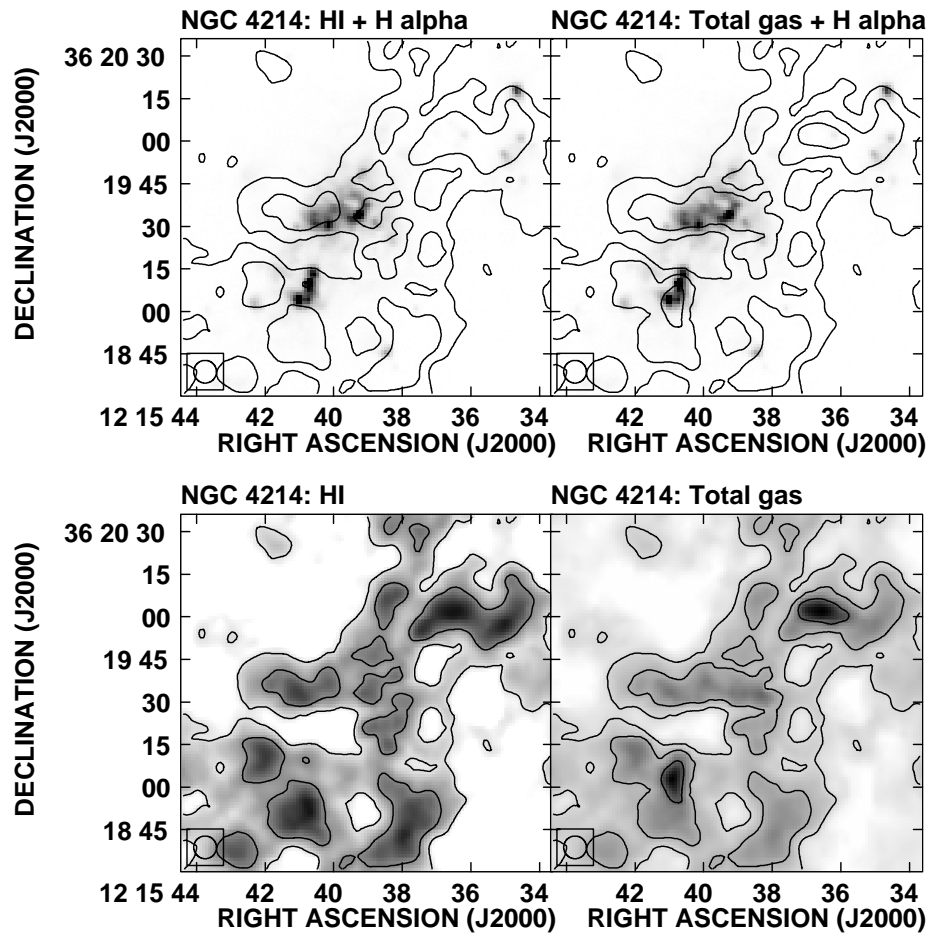 NGC 4214: HI + H alpha
NGC 4214: Total gas + H alpha
DECLINATION (J2000)
36 20 30
15
00
19 45
30
15
00
18 45
12 15 44 42 40 38 36 34
42 40 38 36 34
RIGHT ASCENSION (J2000)
RIGHT ASCENSION (J2000)
NGC 4214: HI
NGC 4214: Total gas
DECLINATION (J2000)
36 20 30
15
00
19 45
30
15
00
18 45
12 15 44 42 40 38 36 34
42 40 38 36 34
RIGHT ASCENSION (J2000)
RIGHT ASCENSION (J2000)